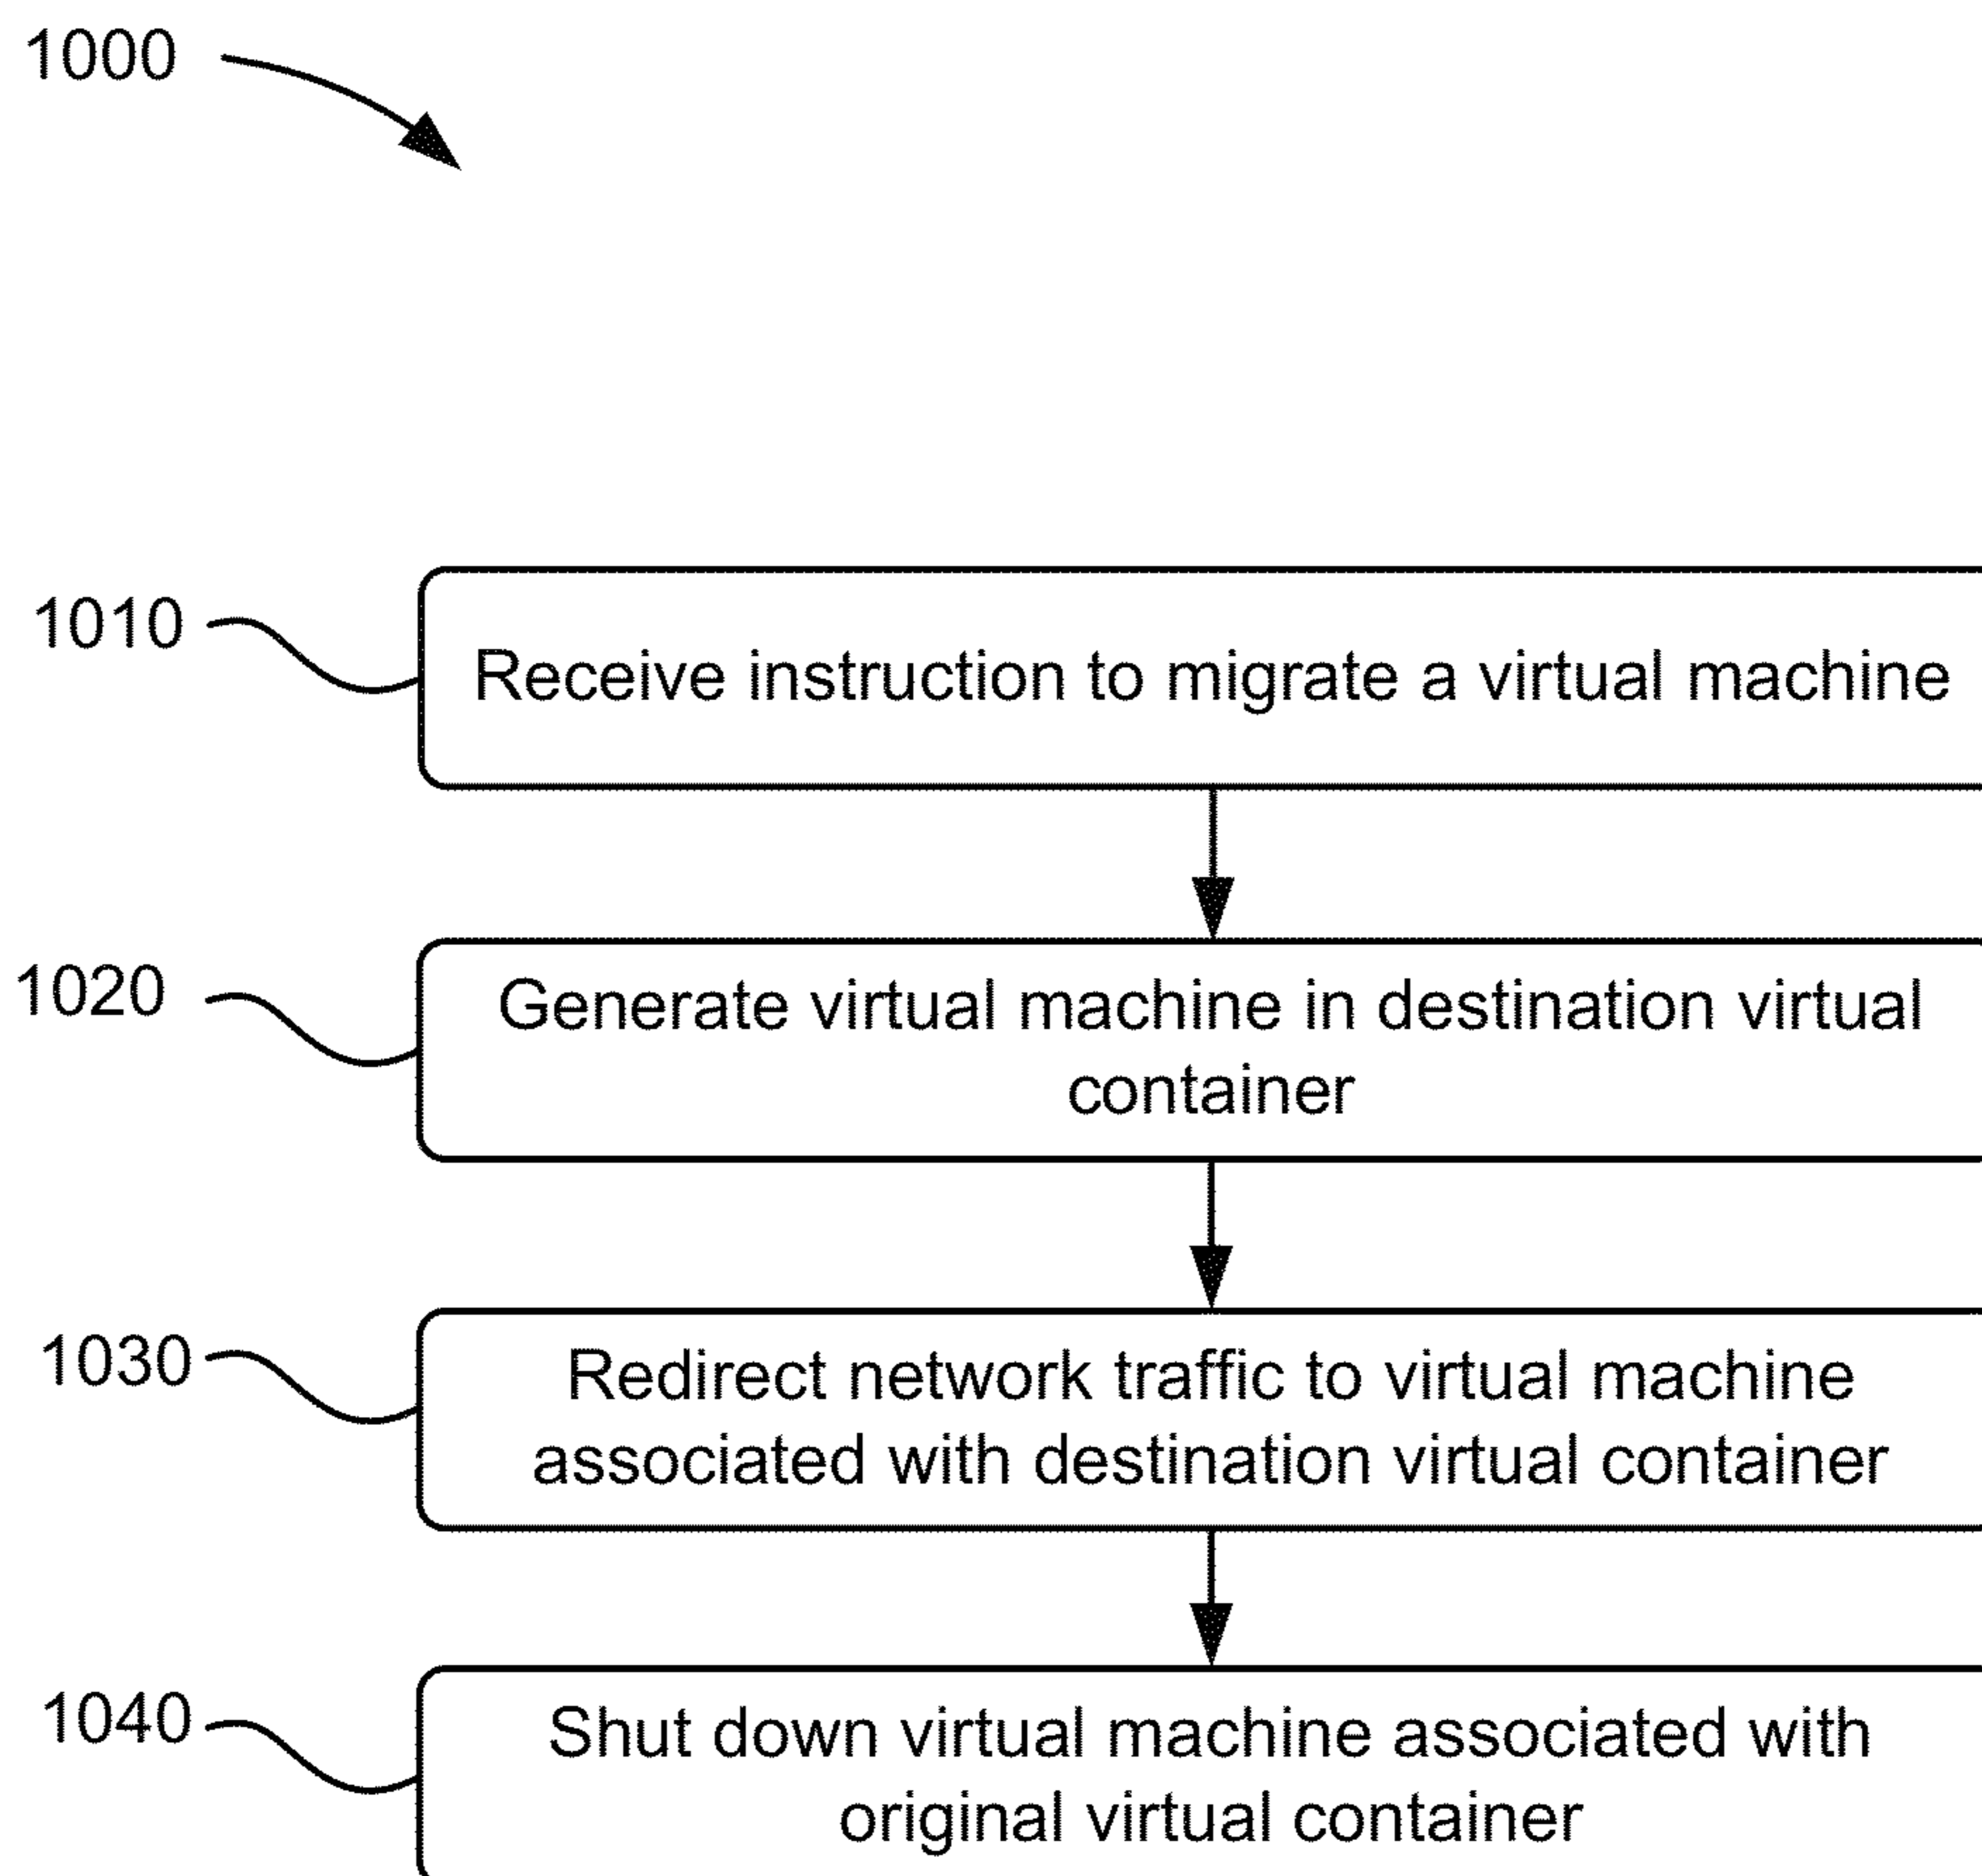 1000
1010
Receive instruction to migrate a virtual machine
1020
Generate virtual machine in destination virtual
container
1030
Redirect network traffic to virtual machine
associated with destination virtual container
1040
Shut down virtual machine associated with
original virtual container